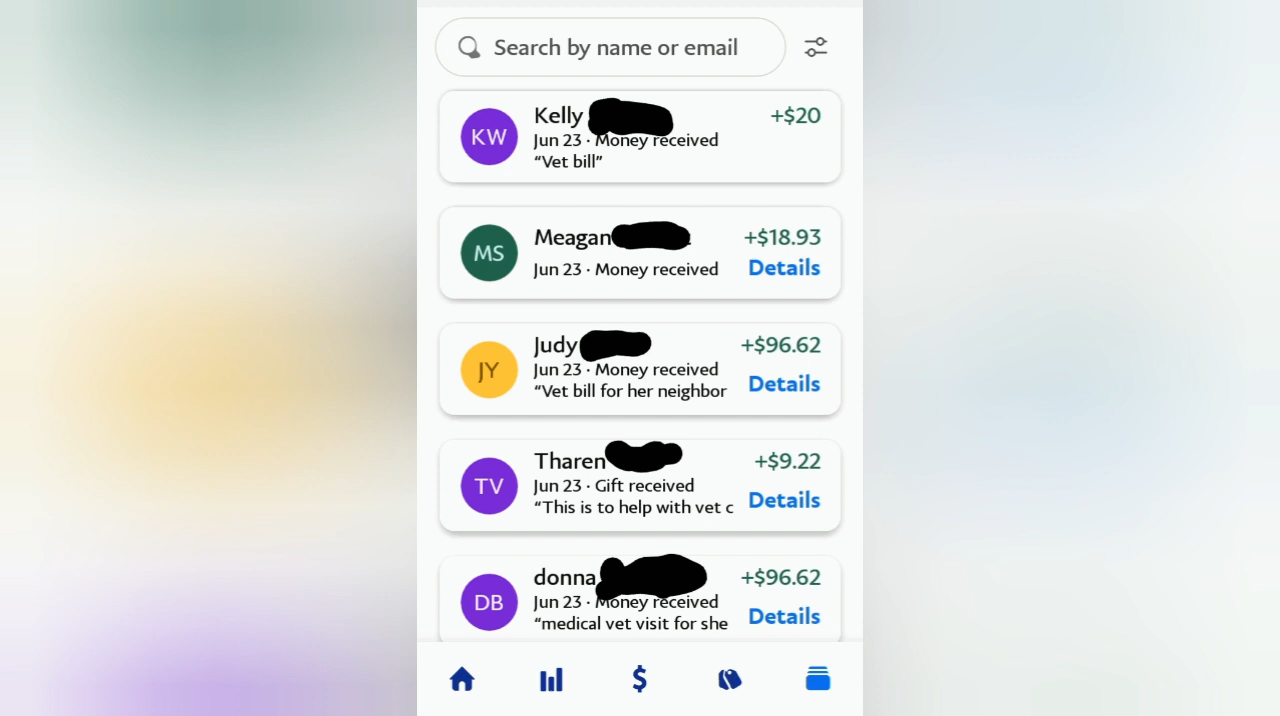 Search by name or email
KW
Kelly
+$20
Jun 23 · Money received
“Vet bill”
MS
Meagan
+$18.93
Jun 23 · Money received
Details
JY
Judy
+$96.62
Jun 23 · Money received
“Vet bill for her neighbor
Details
TV
Tharen
+$9.22
Jun 23 · Gift received
“This is to help with vet c
Details
DB
donna
+$96.62
Jun 23 · Money received
“medical vet visit for she
Details
$